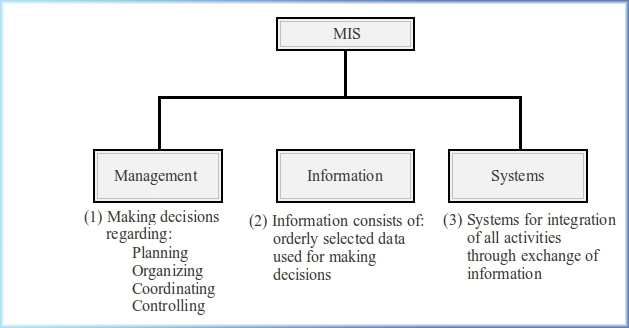 MIS
Management
Information
Systems
(1) Making decisions
regarding:
Planning
Organizing
Coordinating
Controlling
(2) Information consists of:
orderly selected data
used for making
decisions
(3) Systems for integration
of all activities
through exchange of
information